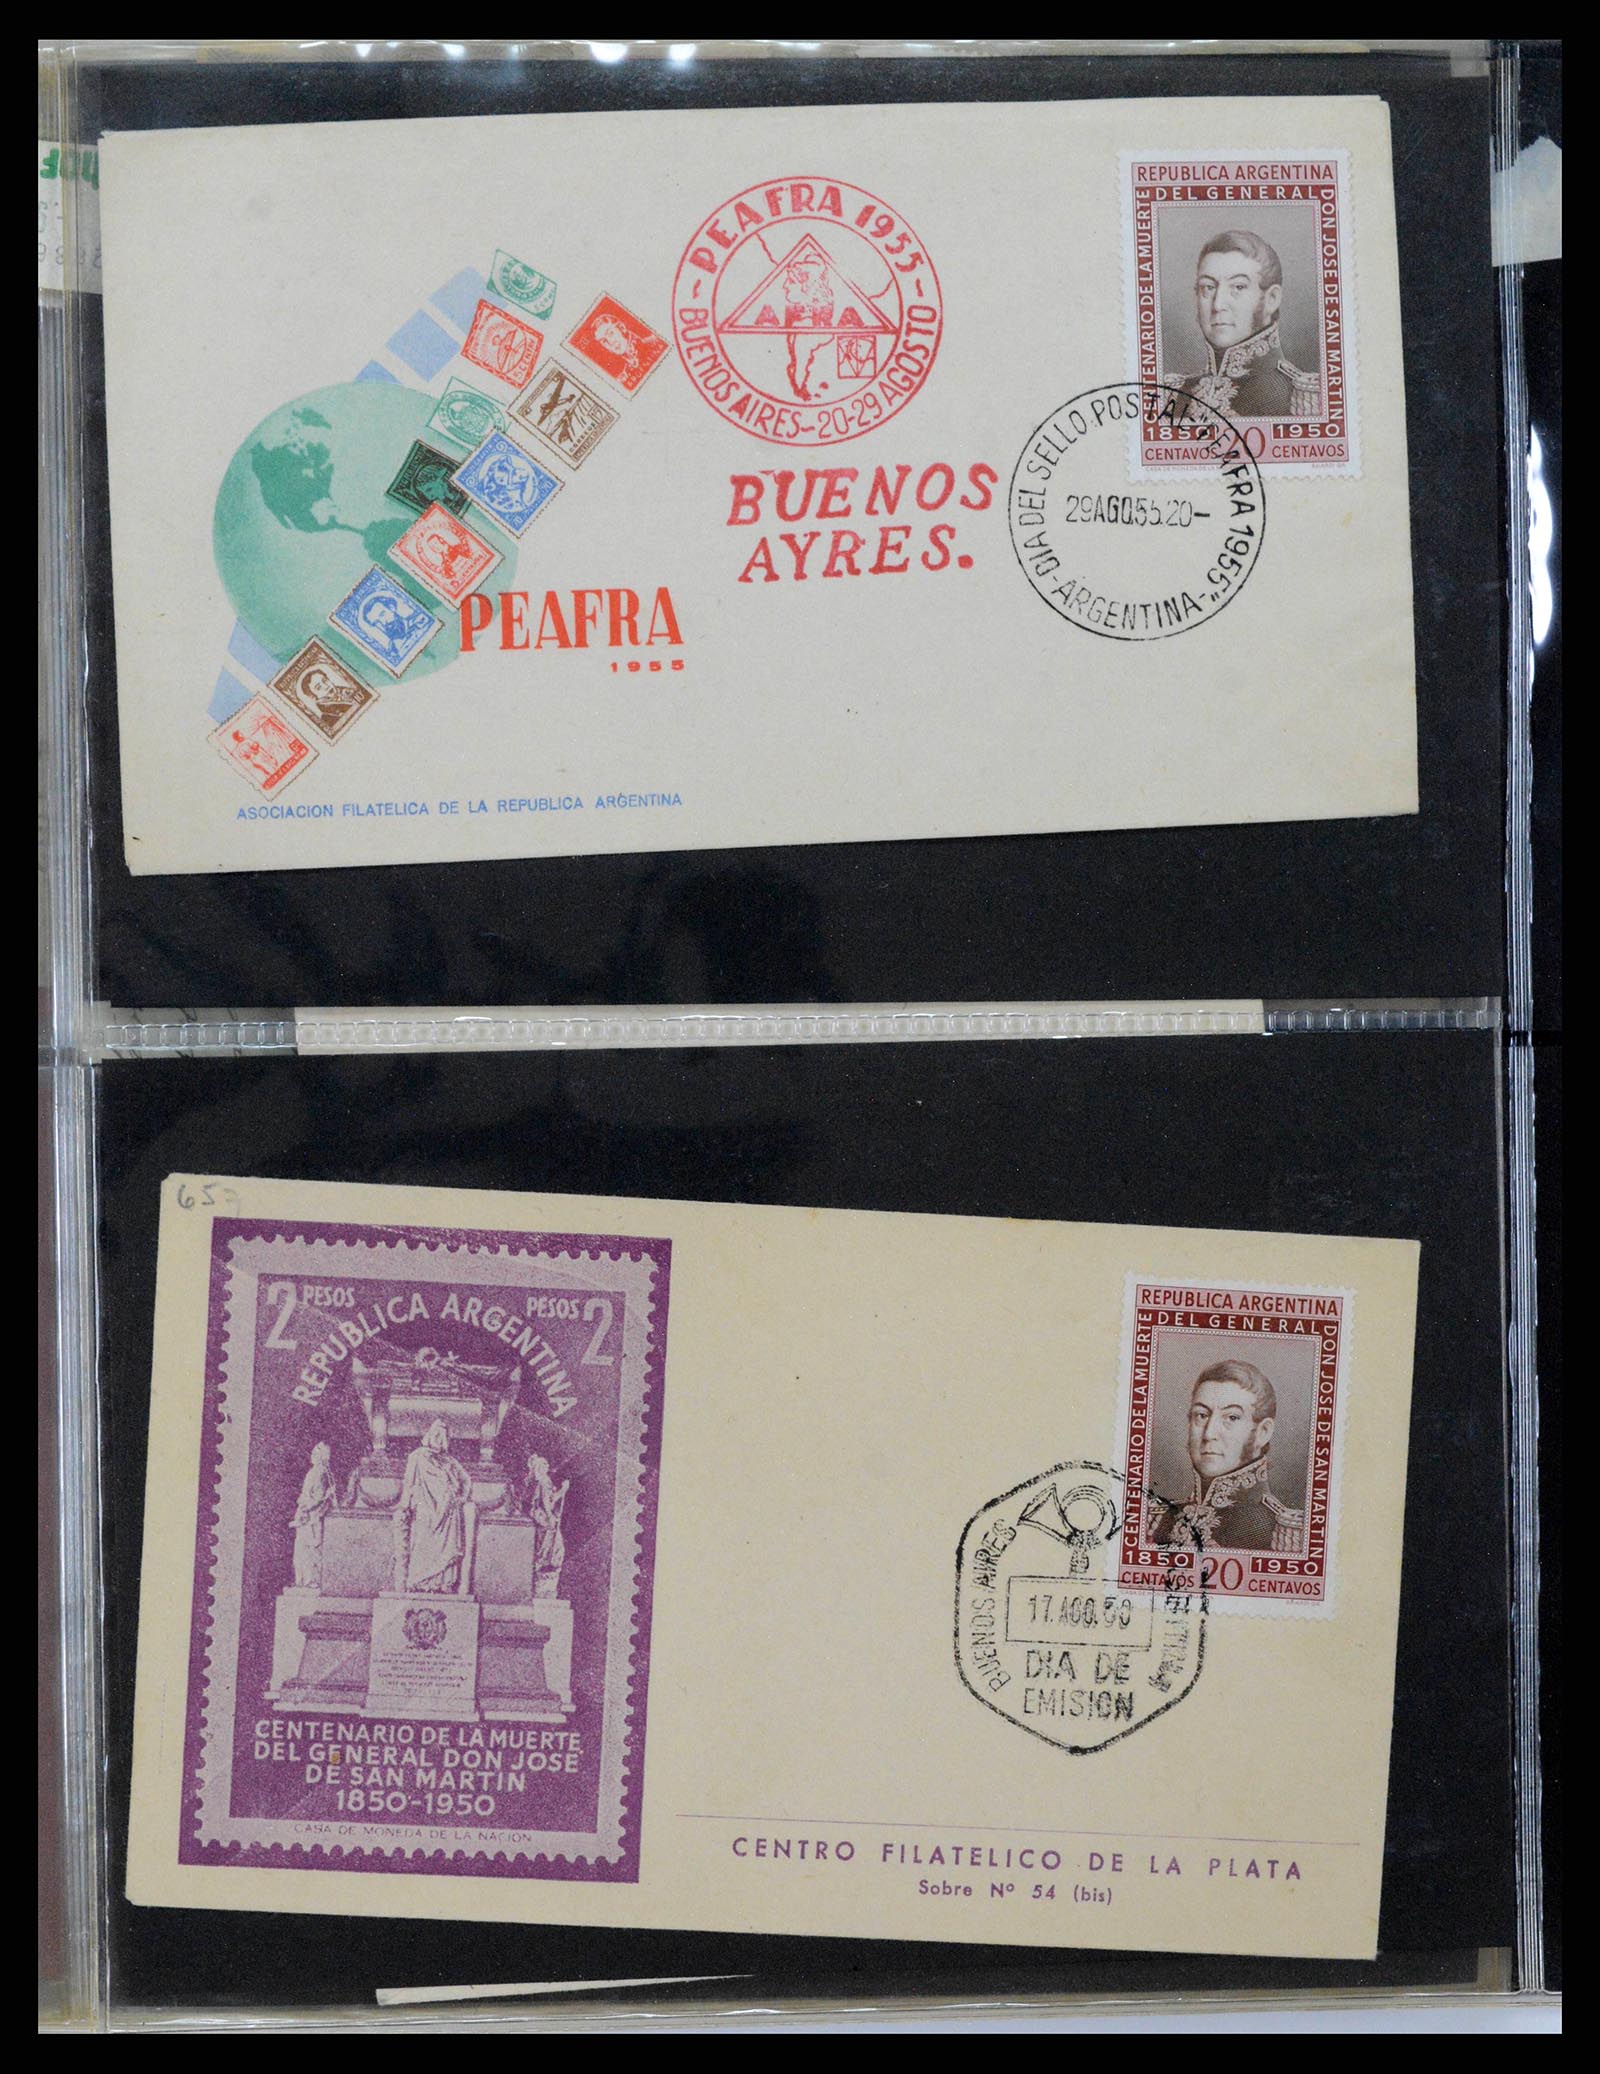 PEAFRA 1955
BUENOS AIRES-20-29 AGOSTO
AFRA
BUENOS
AYRES.
PEAFRA
1955
ASOCIACION FILATELICA DE LA REPUBLICA ARGENTINA
REPUBLICA ARGENTINA
CENTENARIO DE LA MUERTE
DEL GENERAL
DON JOSE DE SAN MARTIN
1850 20 1950
CENTAVOS CENTAVOS
DIA DEL SELLO POSTAL-"PEAFRA 1955"
29AGO.55.20-
-ARGENTINA-
657
2 PESOS PESOS 2
REPUBLICA ARGENTINA
CENTENARIO DE LA MUERTE
DEL GENERAL DON JOSE
DE SAN MARTIN
1850-1950
CASA DE MONEDA DE LA NACION
REPUBLICA ARGENTINA
CENTENARIO DE LA MUERTE
DEL GENERAL
DON JOSE DE SAN MARTIN
1850 20 1950
CENTAVOS CENTAVOS
BUENOS AIRES
17.AGO.50
DIA DE
EMISION
CENTRO FILATELICO DE LA PLATA
Sobre Nº 54 (bis)